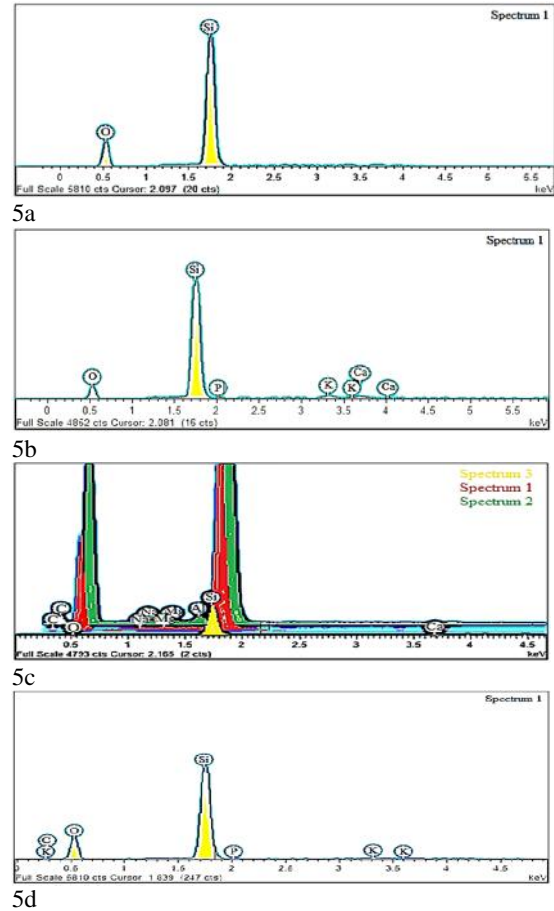 Spectrum 1
Si
O
0 0.5 1 1.5 2 2.5 3 3.5 4 4.5 5 5.5
Full Scale 5810 cts Cursor: 2.097 (20 cts) keV
5a
Spectrum 1
Si
O P K K Ca Ca
0 0.5 1 1.5 2 2.5 3 3.5 4 4.5 5 5.5
Full Scale 4862 cts Cursor: 2.081 (16 cts) keV
5b
Spectrum 3
Spectrum 1
Spectrum 2
C Na Mg Al Si
C O Ca
0.5 1 1.5 2 2.5 3 3.5 4 4.5
Full Scale 4793 cts Cursor: 2.165 (2 cts) keV
5c
Spectrum 1
Si
C O
K P K K
0 0.5 1 1.5 2 2.5 3 3.5 4 4.5
Full Scale 5810 cts Cursor: 1.839 (247 cts) keV
5d